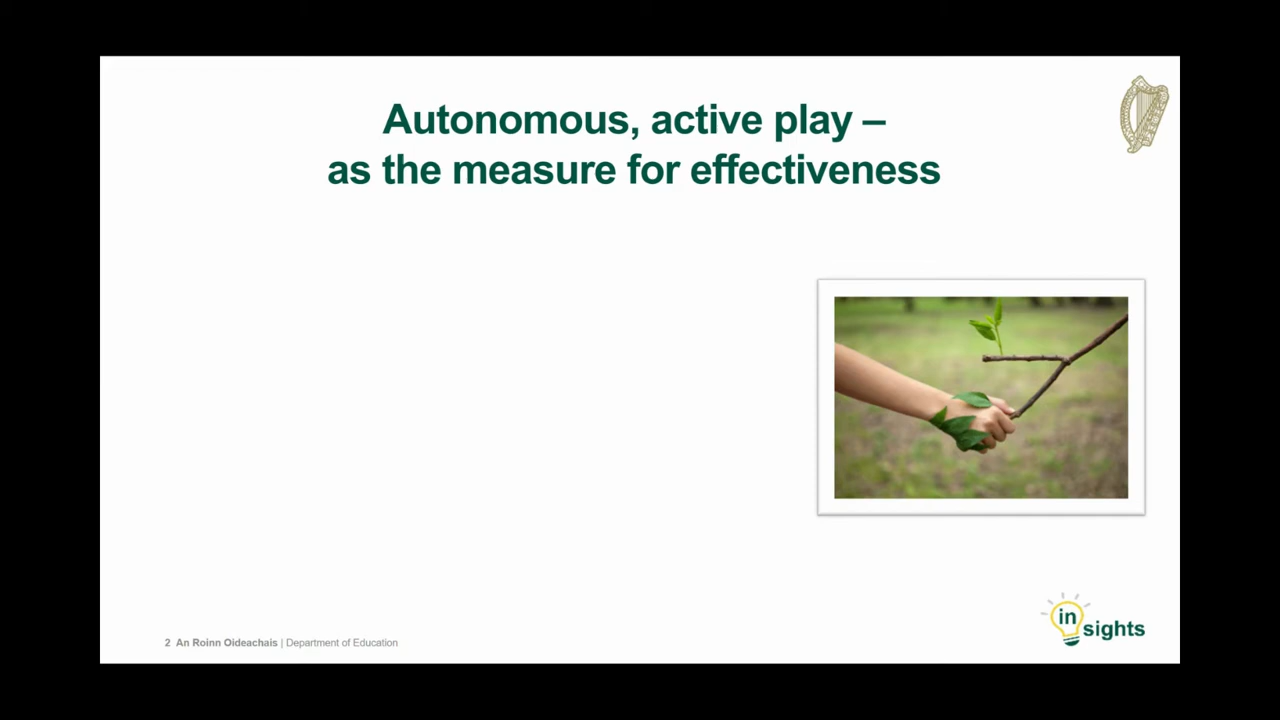 Autonomous, active play –
as the measure for effectiveness
in
sights
2 An Roinn Oideachais | Department of Education